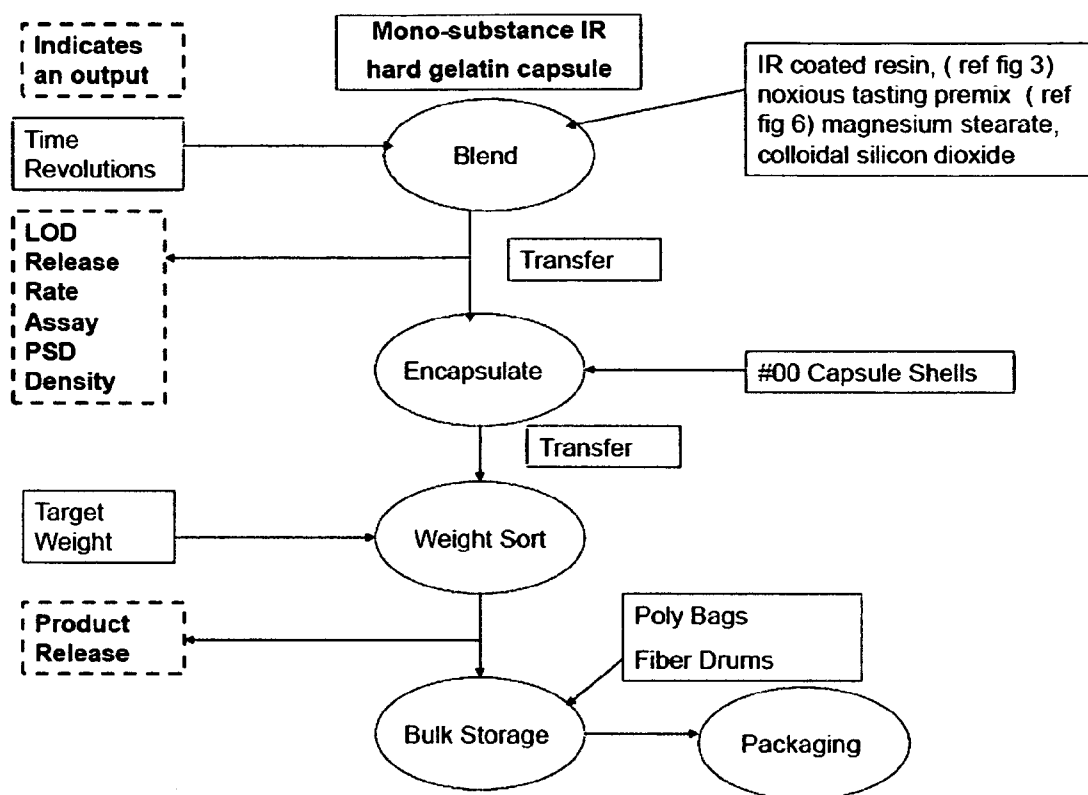 Indicates
an output
Mono-substance IR
hard gelatin capsule
IR coated resin, ( ref fig 3)
noxious tasting premix ( ref
fig 6) magnesium stearate,
colloidal silicon dioxide
Time
Revolutions
Blend
LOD
Release
Rate
Assay
PSD
Density
Transfer
Encapsulate
#00 Capsule Shells
Transfer
Target
Weight
Weight Sort
Product
Release
Poly Bags
Fiber Drums
Bulk Storage
Packaging